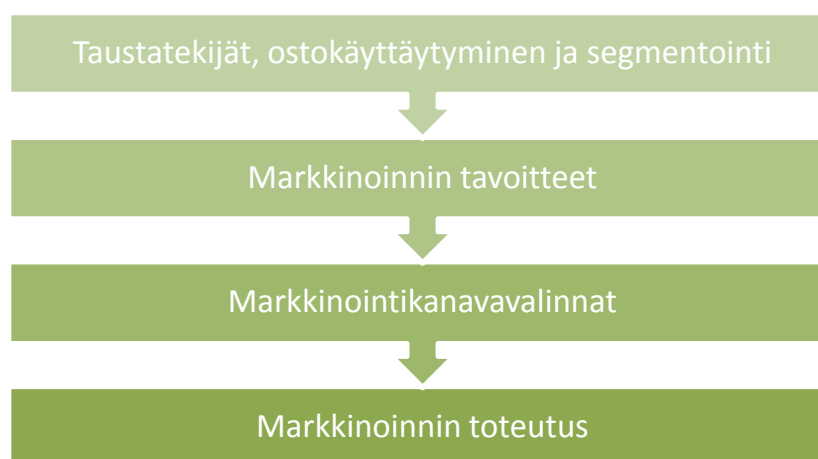 Taustatekijät, ostokäyttäytyminen ja segmentointi
Markkinoinnin tavoitteet
Markkinointikanavavalinnat
Markkinoinnin toteutus